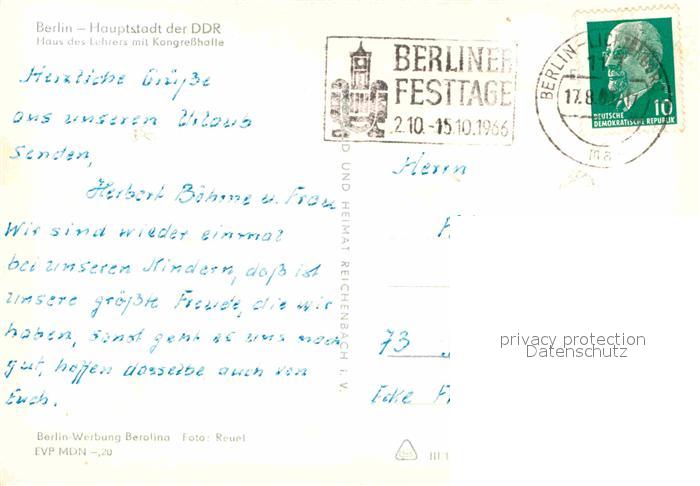 Berlin – Hauptstadt der DDR
Haus des Lehrers mit Kongreßhalle
Herzliche Grüße
aus unseren Urlaub
senden,
Herbert Böhme u. Frau
Wir sind wieder einmal
bei unseren Kindern, daß ist
unsere größte Freude, die wir
haben, sonst geht es uns noch
gut, hoffen dasselbe auch von
Euch.
Berlin-Werbung Berolina Foto: Reuel
EVP MDN –,20
UND HEIMAT REICHENBACH i. V.
BERLINER
FESTTAGE
2.10.-15.10.1966
BERLIN-
17.8.
10
DEUTSCHE
DEMOKRATISCHE REPUBLIK
Herrn
73
Ecke
privacy protection
Datenschutz